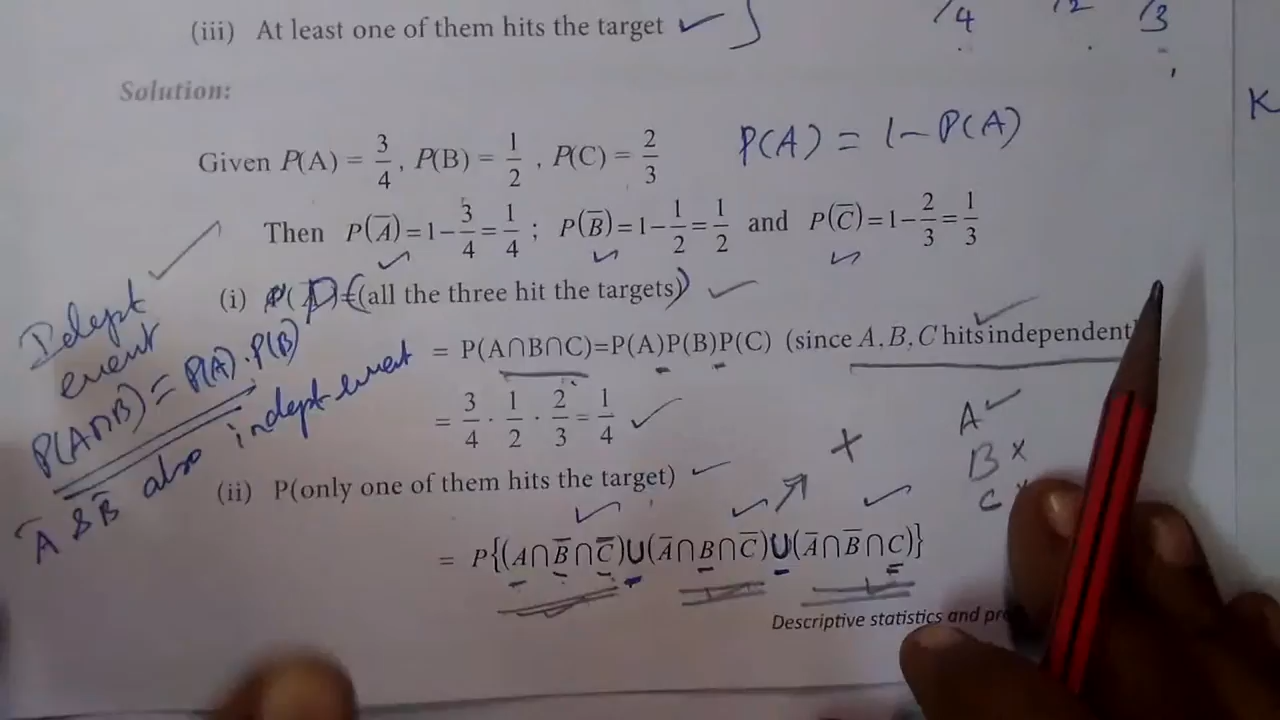 (iii) At least one of them hits the target
/4 /2 /3
Solution:
K
Given P(A) = 3/4, P(B) = 1/2, P(C) = 2/3
P(A) = 1 - P(A)
Then P(A̅)=1-3/4=1/4; P(B̅)=1-1/2=1/2 and P(C̅)=1-2/3=1/3
(i) P(all the three hit the targets)
= P(A∩B∩C)=P(A)P(B)P(C) (since A, B, C hits independent
= 3/4 · 1/2 · 2/3 = 1/4
Idept
event
P(A∩B) = P(A).P(B)
A̅ & B̅ also indept event
A ✓
B ×
C
+
(ii) P(only one of them hits the target)
= P{(A∩B̅∩C̅)∪(A̅∩B∩C̅)∪(A̅∩B̅∩C)}
Descriptive statistics and